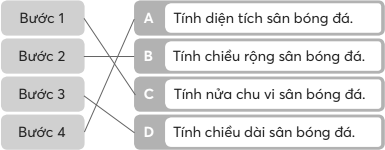 Bước 1 A Tính diện tích sân bóng đá.
Bước 2 B Tính chiều rộng sân bóng đá.
Bước 3 C Tính nửa chu vi sân bóng đá.
Bước 4 D Tính chiều dài sân bóng đá.